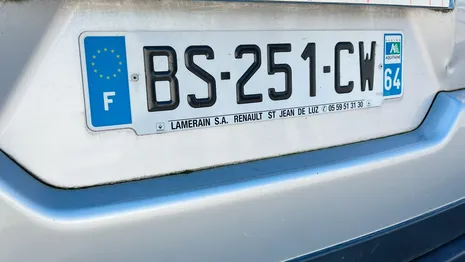 F BS-251-CW 64
LAMERAIN S.A. RENAULT ST JEAN DE LUZ ✆ 05 59 51 31 30